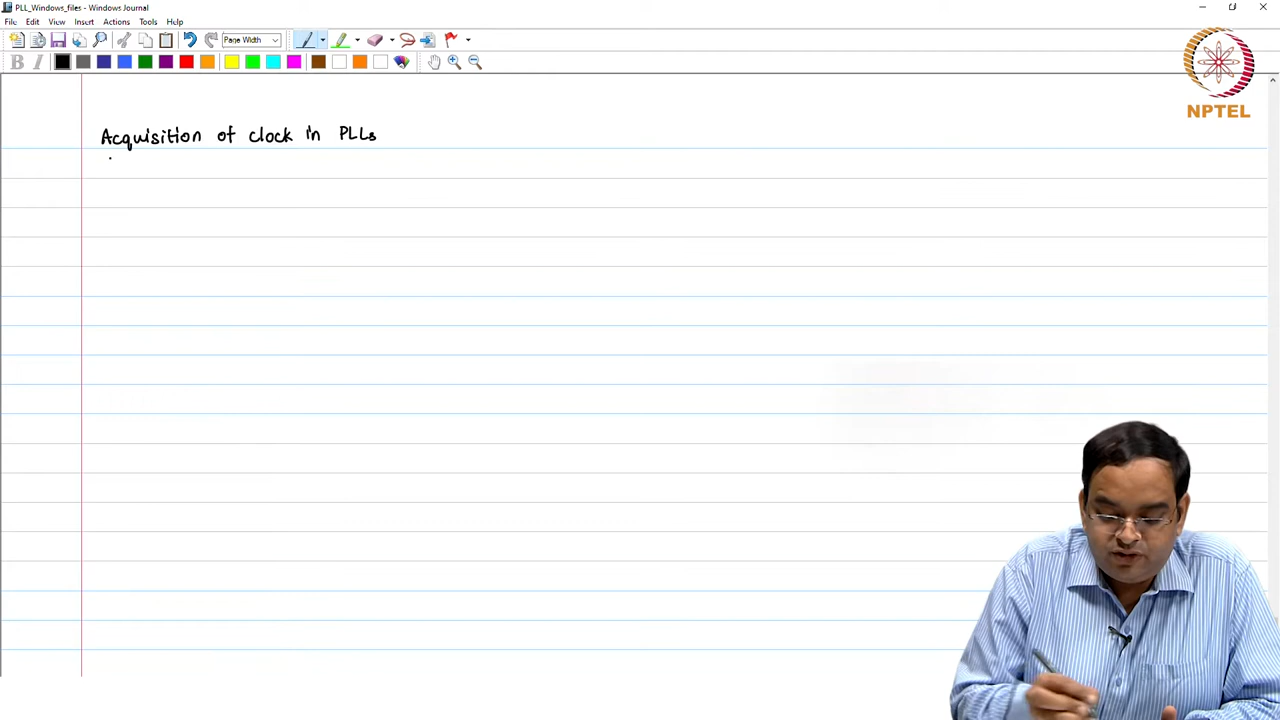 PLL_Windows_files - Windows Journal
File Edit View Insert Actions Tools Help
Page Width
B I
NPTEL
Acquisition of clock in PLLs